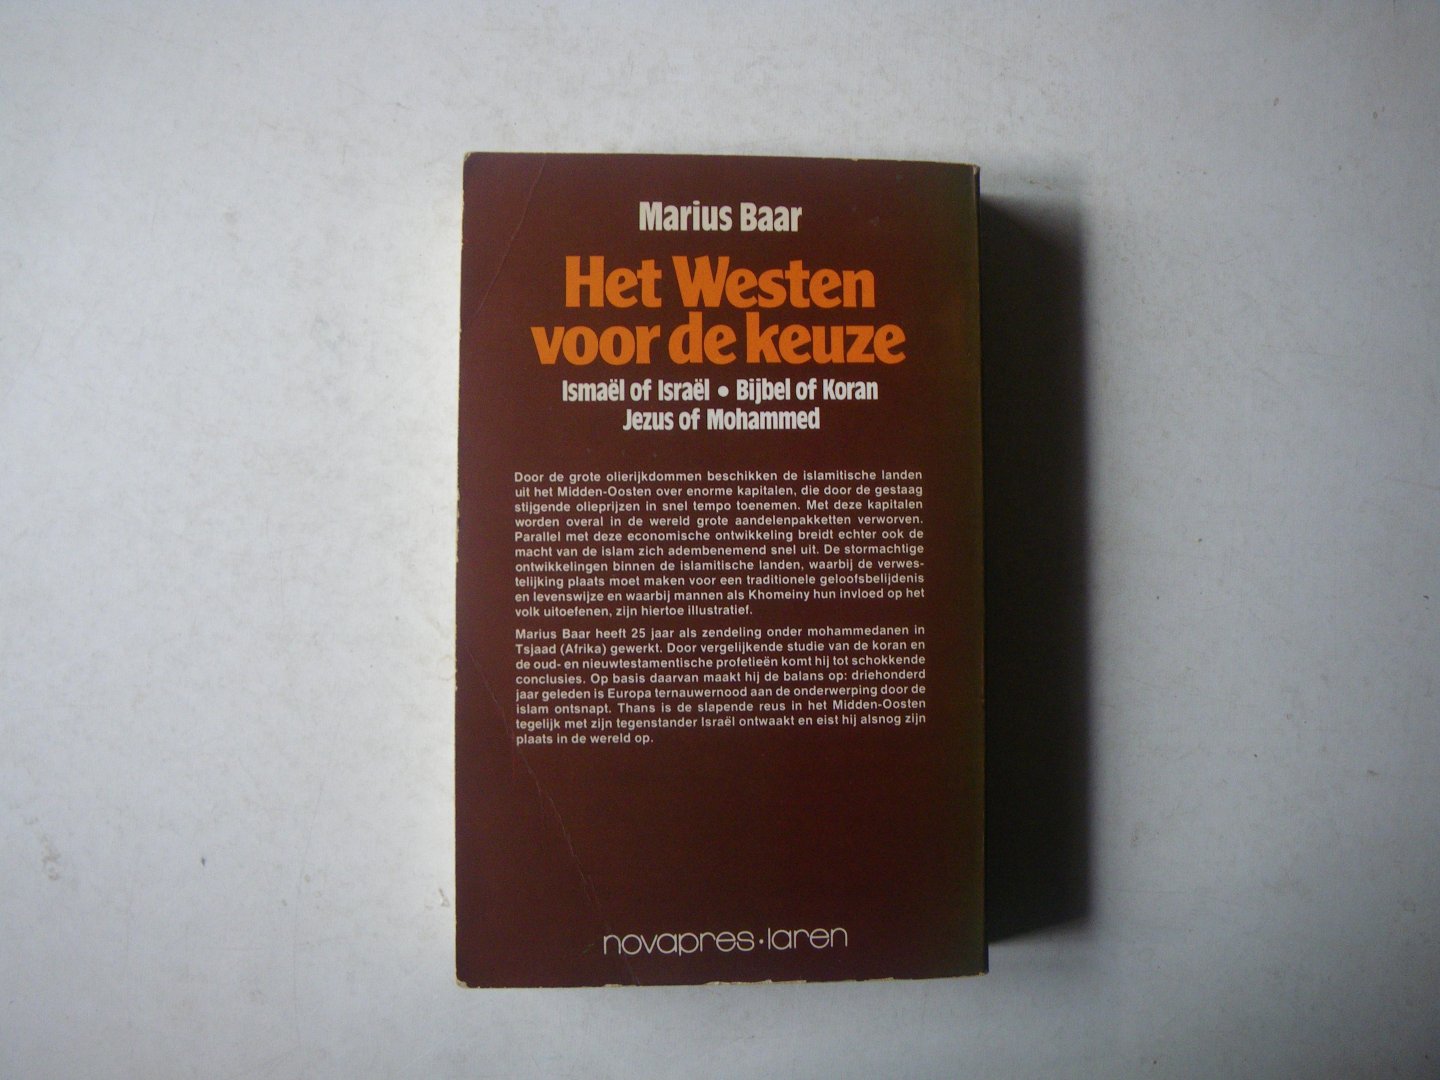 Marius Baar
Het Westen
voor de keuze
Ismaël of Israël • Bijbel of Koran
Jezus of Mohammed
Door de grote olierijkdommen beschikken de islamitische landen
uit het Midden-Oosten over enorme kapitalen, die door de gestaag
stijgende olieprijzen in snel tempo toenemen. Met deze kapitalen
worden overal in de wereld grote aandelenpakketten verworven.
Parallel met deze economische ontwikkeling breidt echter ook de
macht van de islam zich adembenemend snel uit. De stormachtige
ontwikkelingen binnen de islamitische landen, waarbij de verwes-
telijking plaats moet maken voor een traditionele geloofsbelijdenis
en levenswijze en waarbij mannen als Khomeiny hun invloed op het
volk uitoefenen, zijn hiertoe illustratief.
Marius Baar heeft 25 jaar als zendeling onder mohammedanen in
Tsjaad (Afrika) gewerkt. Door vergelijkende studie van de koran en
de oud- en nieuwtestamentische profetieën komt hij tot schokkende
conclusies. Op basis daarvan maakt hij de balans op: driehonderd
jaar geleden is Europa ternauwernood aan de onderwerping door de
islam ontsnapt. Thans is de slapende reus in het Midden-Oosten
tegelijk met zijn tegenstander Israël ontwaakt en eist hij alsnog zijn
plaats in de wereld op.
novapres•laren